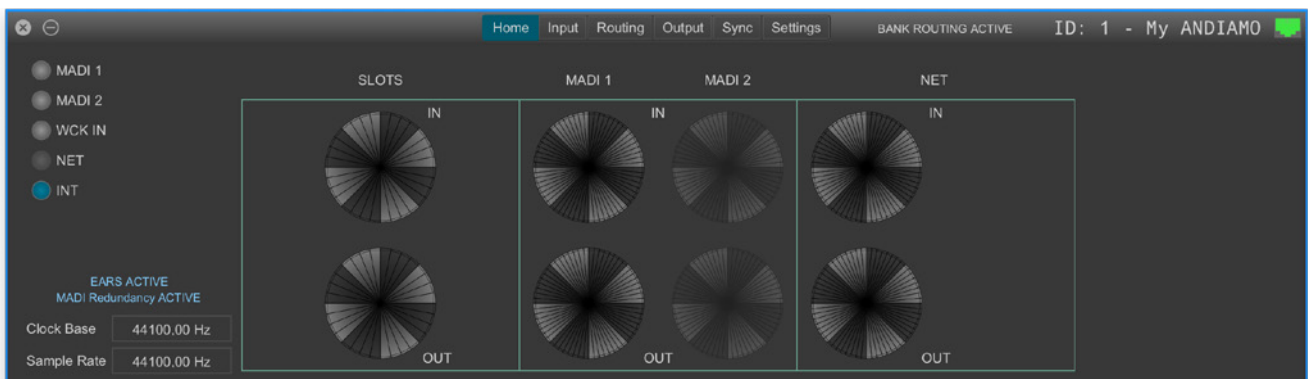 Home Input Routing Output Sync Settings BANK ROUTING ACTIVE ID: 1 - My ANDIAMO
MADI 1
MADI 2
WCK IN
NET
INT
SLOTS MADI 1 MADI 2 NET
IN IN IN
EARS ACTIVE
MADI Redundancy ACTIVE
Clock Base 44100.00 Hz
Sample Rate 44100.00 Hz
OUT OUT OUT